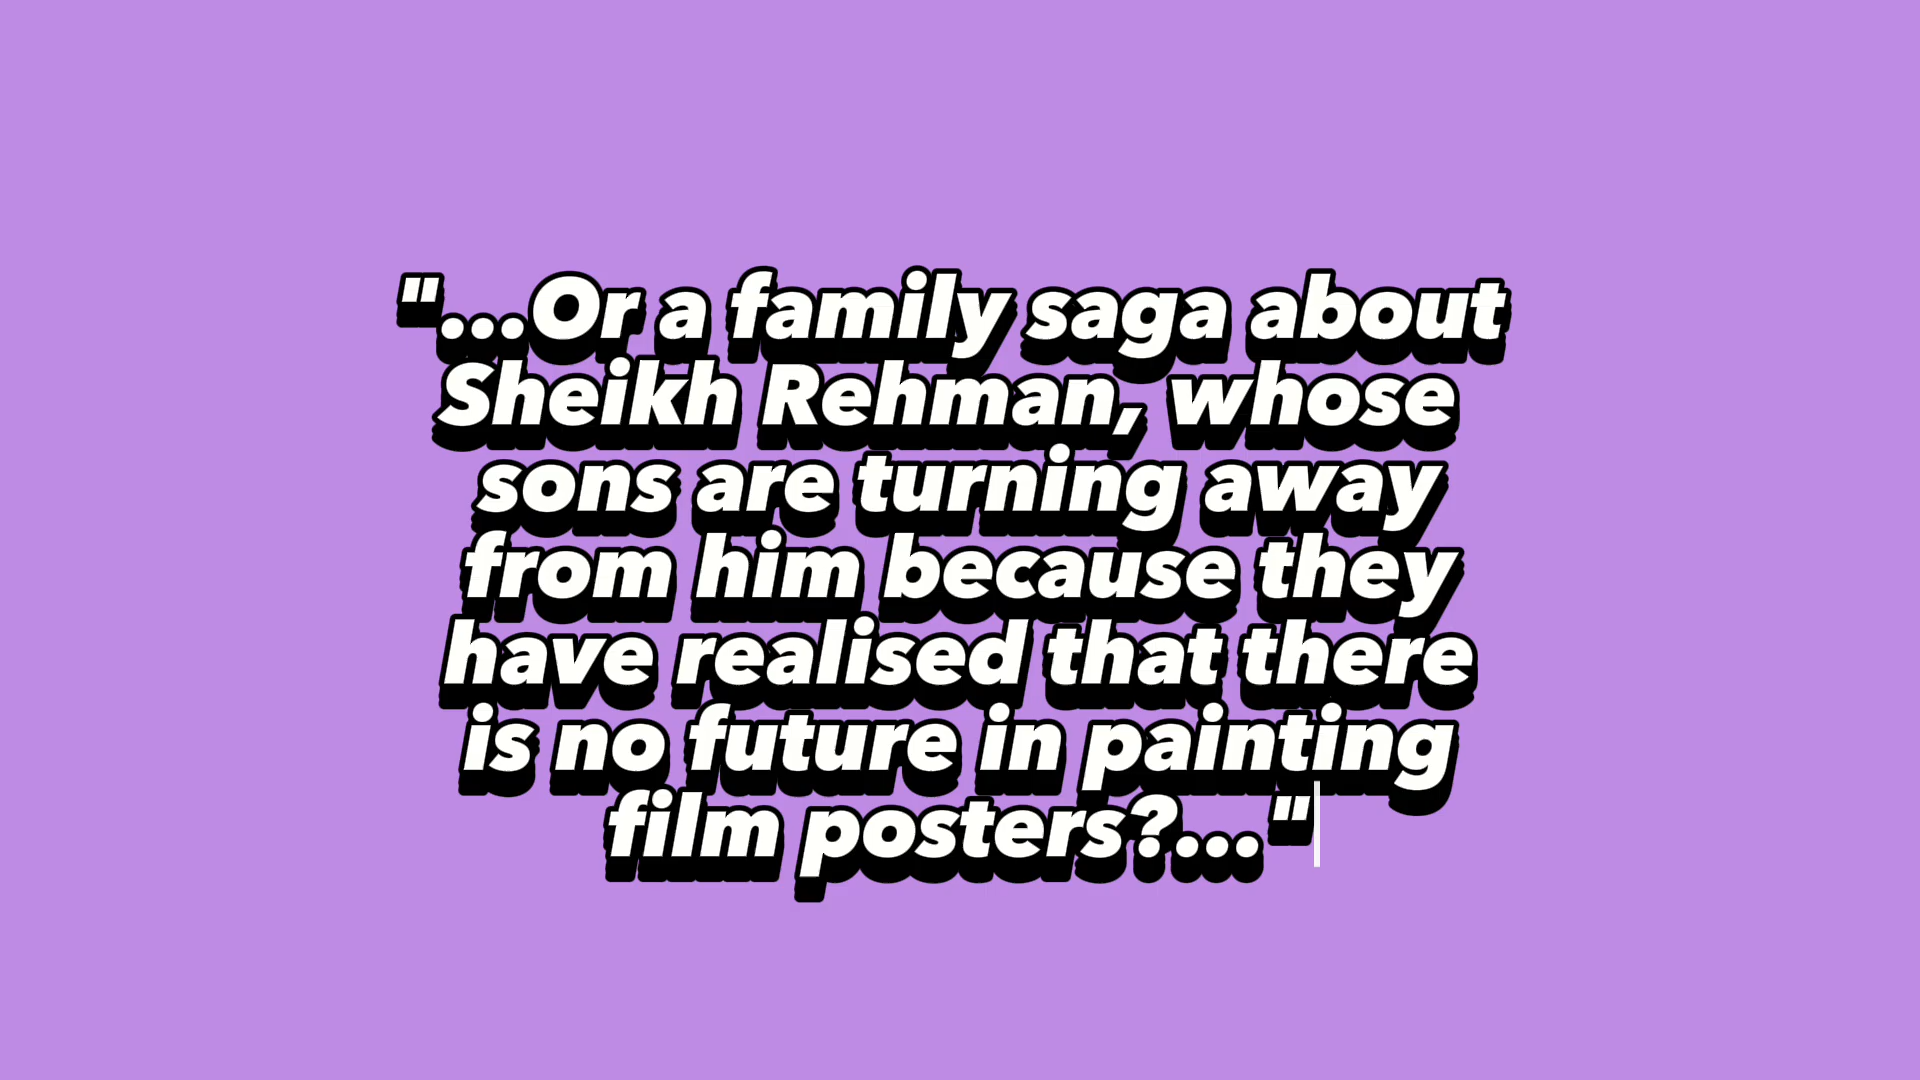 "...Or a family saga about
Sheikh Rehman, whose
sons are turning away
from him because they
have realised that there
is no future in painting
film posters?..."